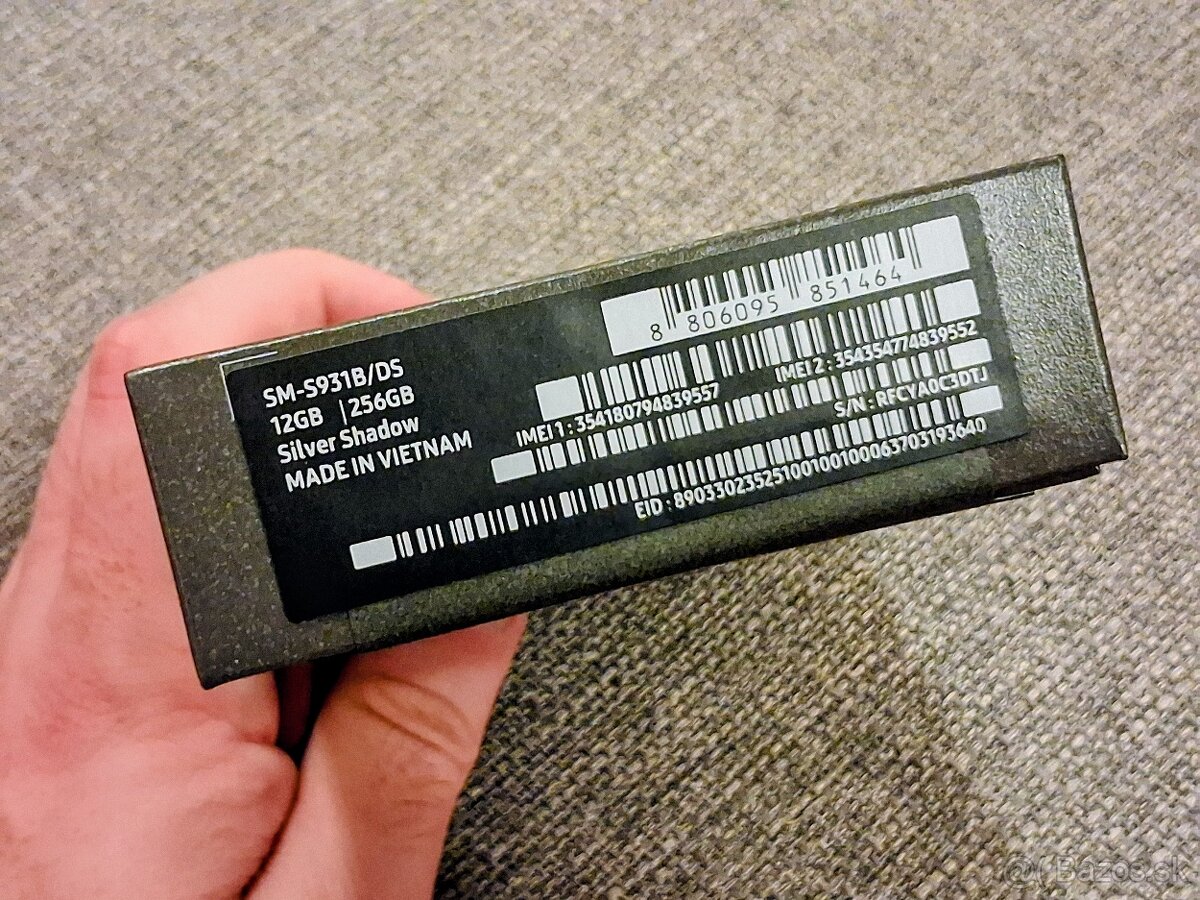 SM-S931B/DS
12GB | 256GB
Silver Shadow
MADE IN VIETNAM
8 806095 851464
IMEI 1 : 354180794839557
IMEI 2 : 354354774839552
S/N : RFCYA0C3DTJ
EID : 89033023525100100100063703193640
Bazos.sk